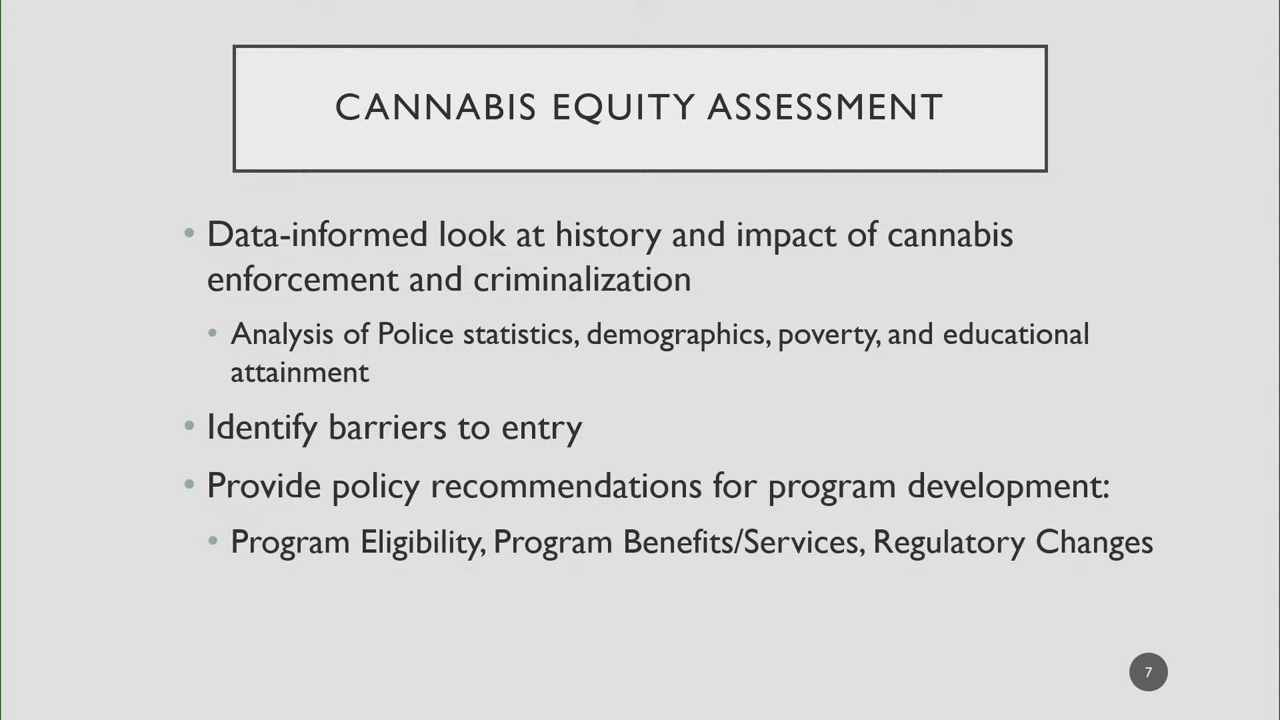 CANNABIS EQUITY ASSESSMENT
• Data-informed look at history and impact of cannabis
enforcement and criminalization
• Analysis of Police statistics, demographics, poverty, and educational
attainment
• Identify barriers to entry
• Provide policy recommendations for program development:
• Program Eligibility, Program Benefits/Services, Regulatory Changes
7